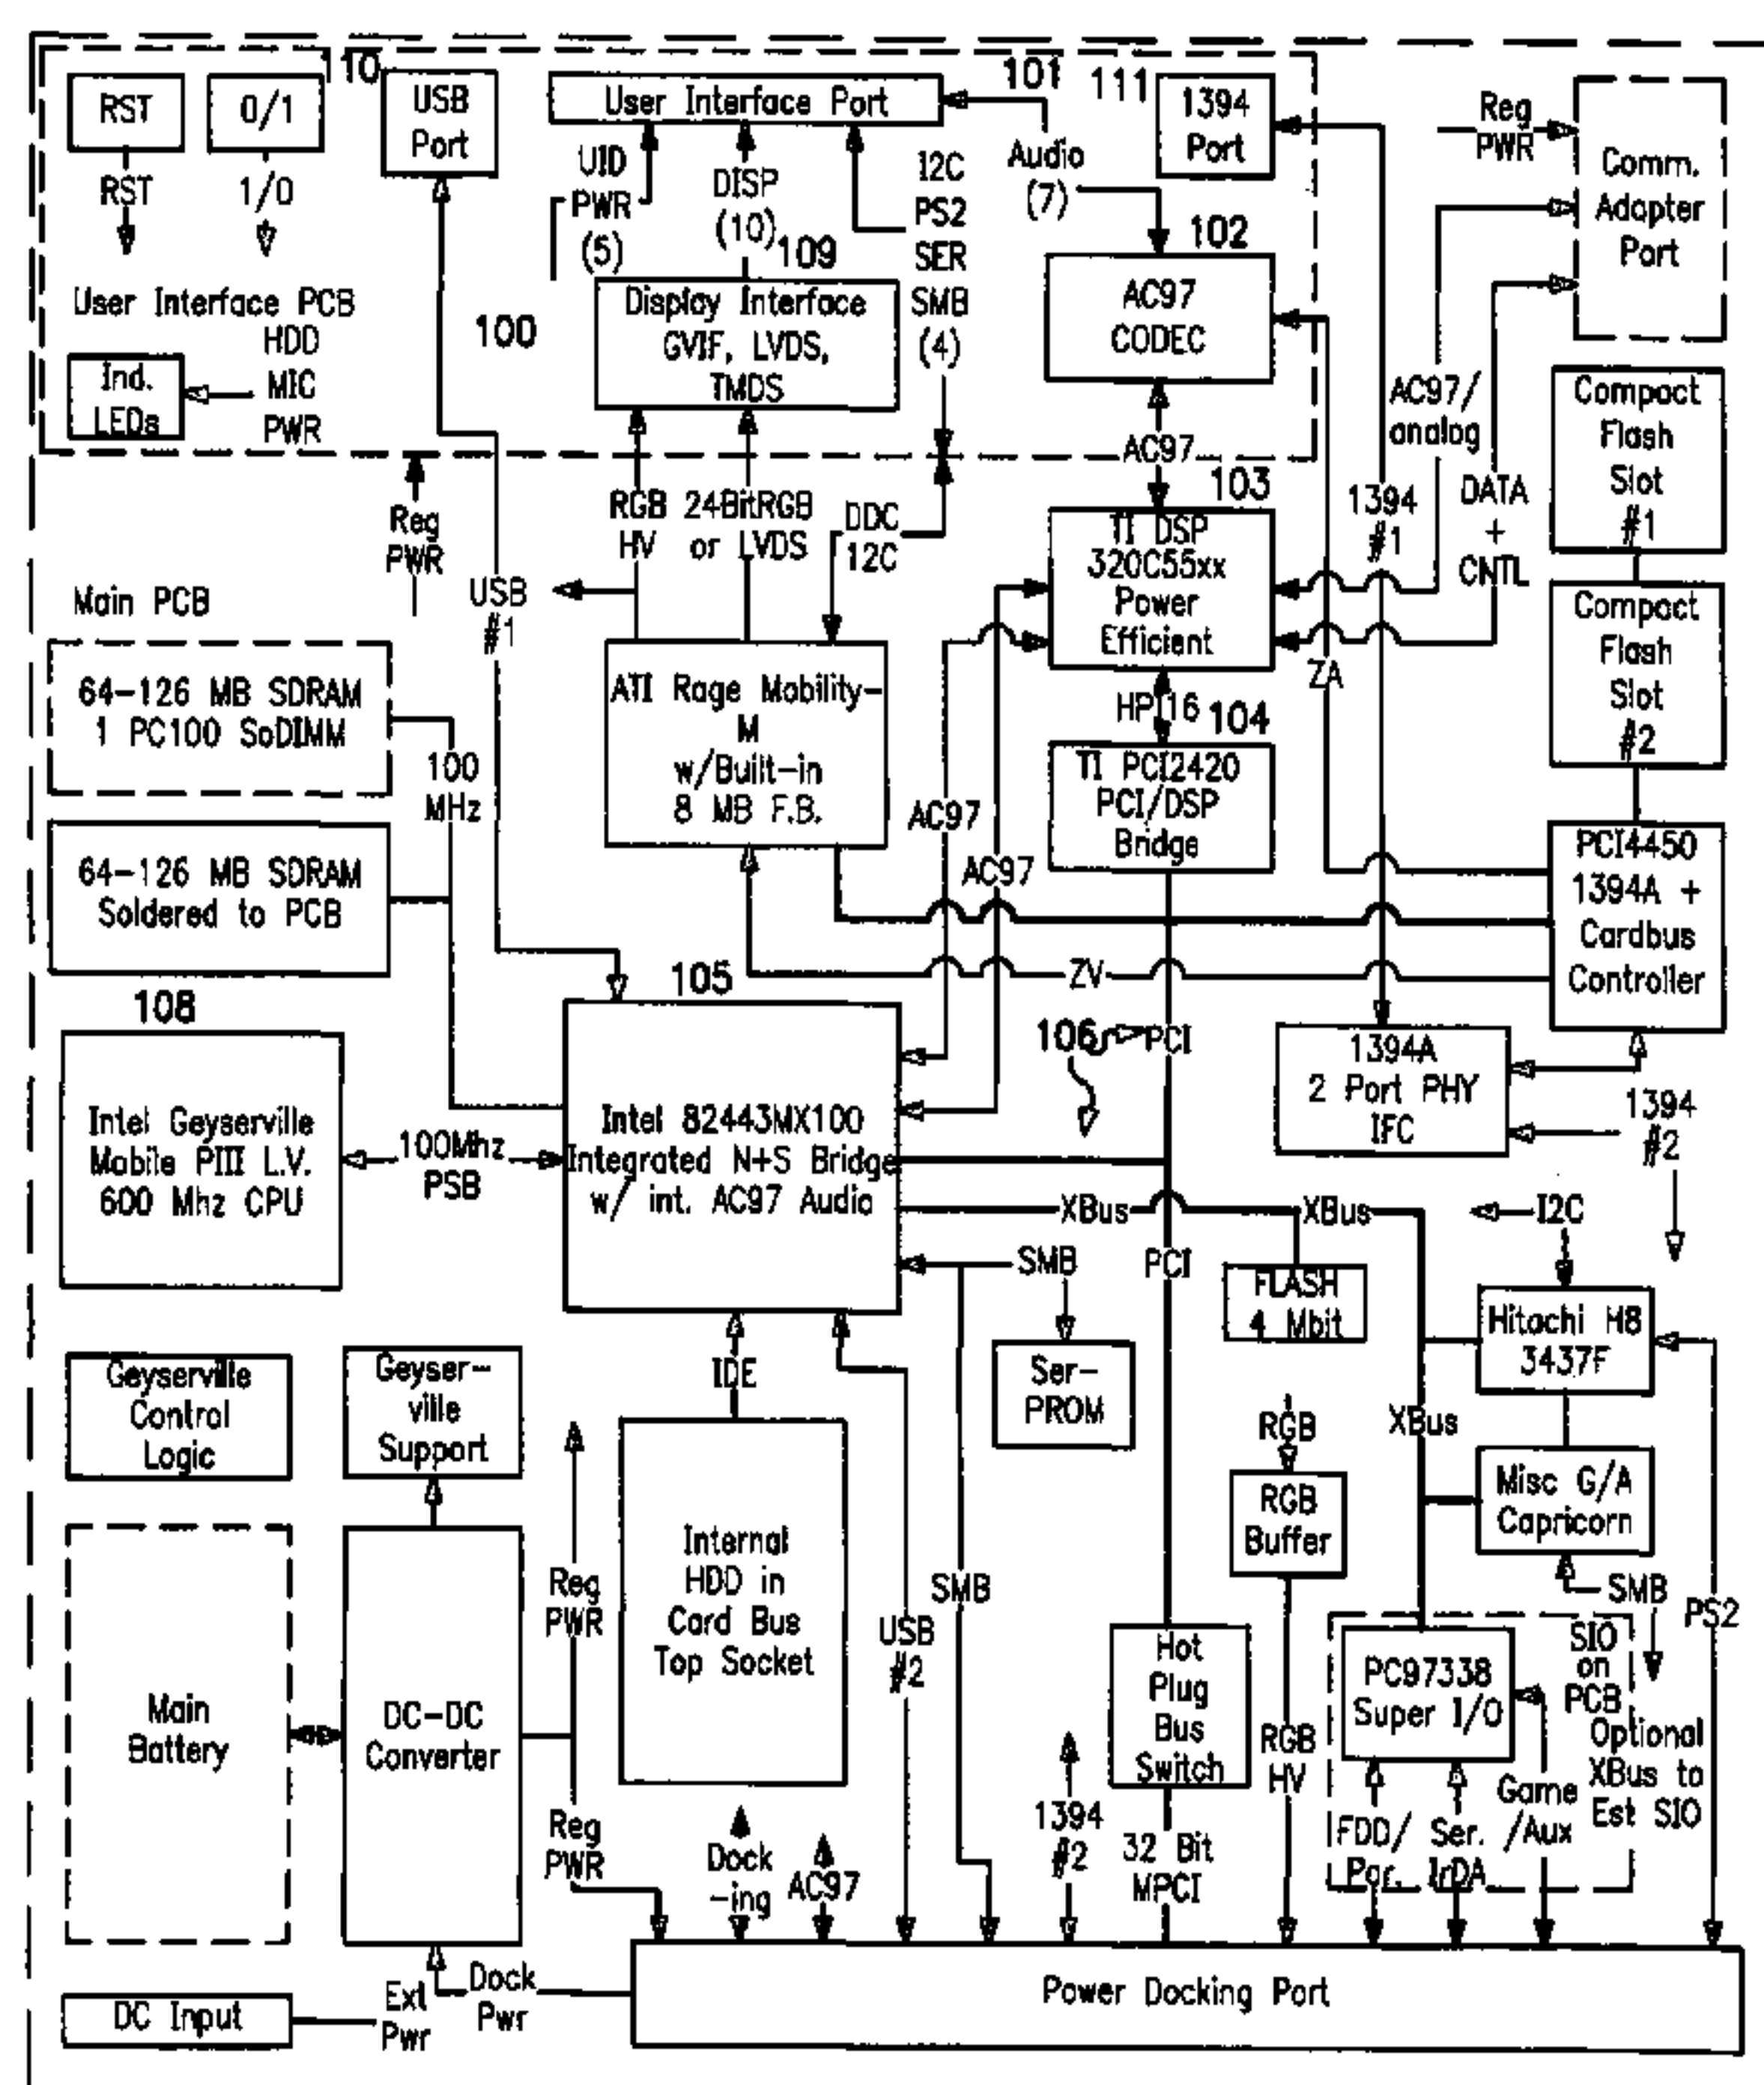 110
101
111
RST
0/1
USB
Port
User Interface Port
1394
Port
Reg
PWR
Comm.
Adapter
Port
RST
1/0
UID
PWR
(5)
DISP
(10)
109
I2C
PS2
SER
SMB
(4)
Audio
(7)
102
User Interface PCB
HDD
MIC
PWR
Ind.
LEDs
100
Display Interface
GVIF, LVDS,
TMDS
AC97
CODEC
AC97/
analog
Compact
Flash
Slot
#1
AC97
103
Reg
PWR
RGB
HV
24BitRGB
or LVDS
DDC
I2C
TI DSP
320C55xx
Power
Efficient
1394
#1
DATA
+
CNTL
Main PCB
USB
#1
Compact
Flash
Slot
#2
64-126 MB SDRAM
1 PC100 SoDIMM
ATI Rage Mobility-
M
w/Built-in
8 MB F.B.
HPI16
104
ZA
100
MHz
TI PCI2420
PCI/DSP
Bridge
AC97
AC97
64-126 MB SDRAM
Soldered to PCB
PCI4450
1394A +
Cardbus
Controller
ZV
108
105
106
PCI
1394A
2 Port PHY
IFC
1394
#2
Intel Geyserville
Mobile PIII L.V.
600 Mhz CPU
100Mhz
PSB
Intel 82443MX100
Integrated N+S Bridge
w/ int. AC97 Audio
XBus
XBus
I2C
SMB
PCI
FLASH
4 Mbit
Hitachi H8
3437F
Geyserville
Control
Logic
Geyser-
ville
Support
IDE
Ser-
PROM
RGB
XBus
RGB
Buffer
Misc G/A
Capricorn
Internal
HDD in
Card Bus
Top Socket
Reg
PWR
SMB
SMB
PS2
USB
#2
Main
Battery
DC-DC
Converter
Hot
Plug
Bus
Switch
RGB
HV
PC97338
Super I/O
SIO
on
PCB
Optional
XBus to
Est SIO
Reg
PWR
Dock
-ing
AC97
1394
#2
32 Bit
MPCI
FDD/
Par.
Ser.
IrDA
Game
/Aux
DC Input
Ext
Pwr
Dock
Pwr
Power Docking Port